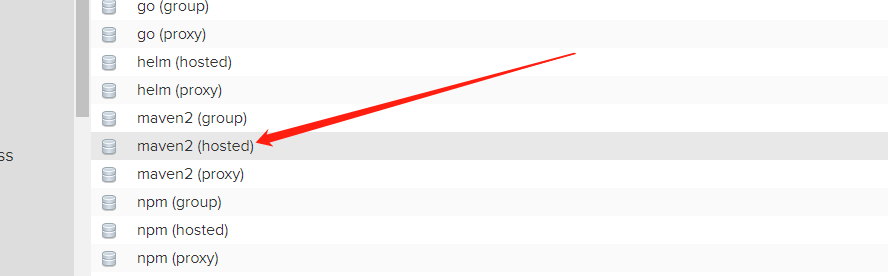 go (group)
go (proxy)
helm (hosted)
helm (proxy)
maven2 (group)
maven2 (hosted)
ss
maven2 (proxy)
npm (group)
npm (hosted)
npm (proxy)